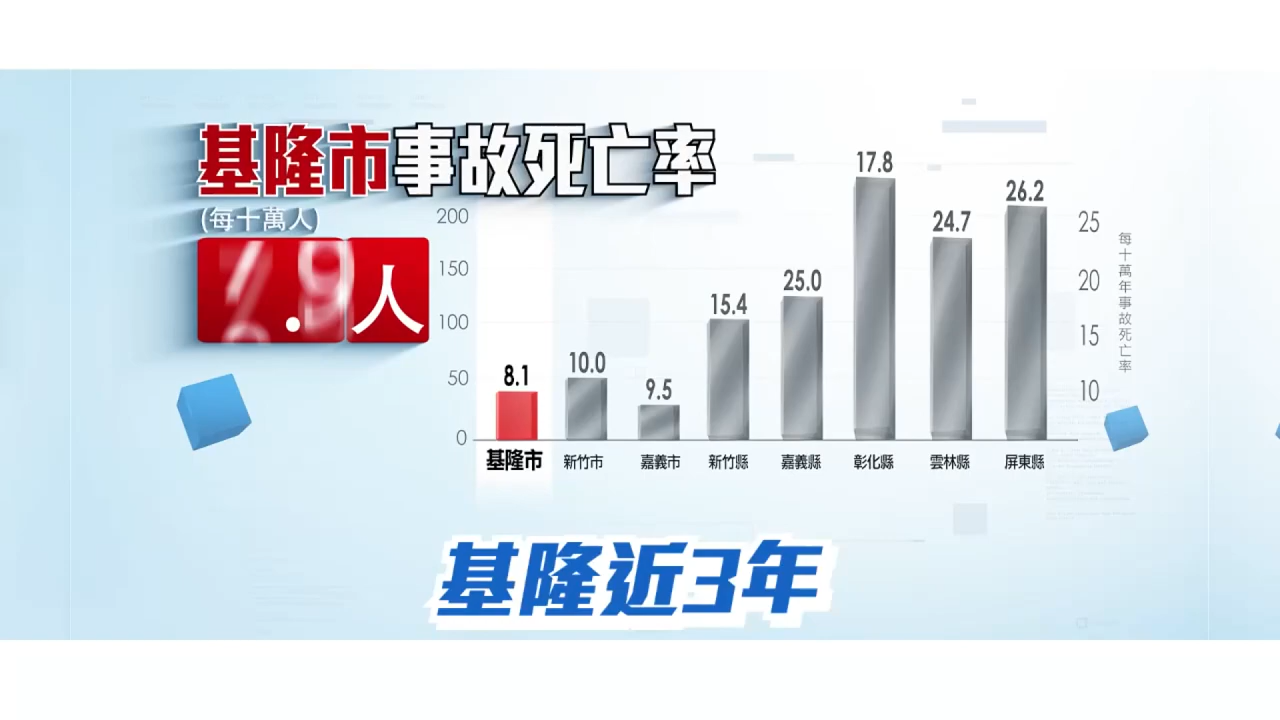 基隆市事故死亡率
(每十萬人)
.9人
200
150
100
50
0
8.1
10.0
9.5
15.4
25.0
17.8
24.7
26.2
基隆市
新竹市
嘉義市
新竹縣
嘉義縣
彰化縣
雲林縣
屏東縣
25
20
15
10
每十萬年事故死亡率
基隆近3年